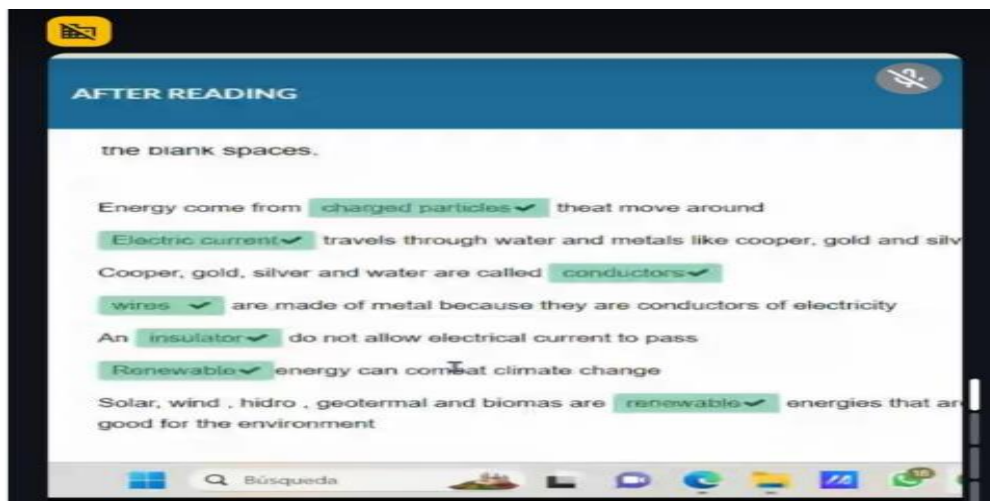 AFTER READING
the blank spaces.
Energy come from charged particles✔ theat move around
Electric current✔ travels through water and metals like cooper, gold and silv
Cooper, gold, silver and water are called conductors✔
wires ✔ are made of metal because they are conductors of electricity
An insulator✔ do not allow electrical current to pass
Renewable✔ energy can combat climate change
Solar, wind , hidro , geotermal and biomas are renewable✔ energies that are
good for the environment
Búsqueda